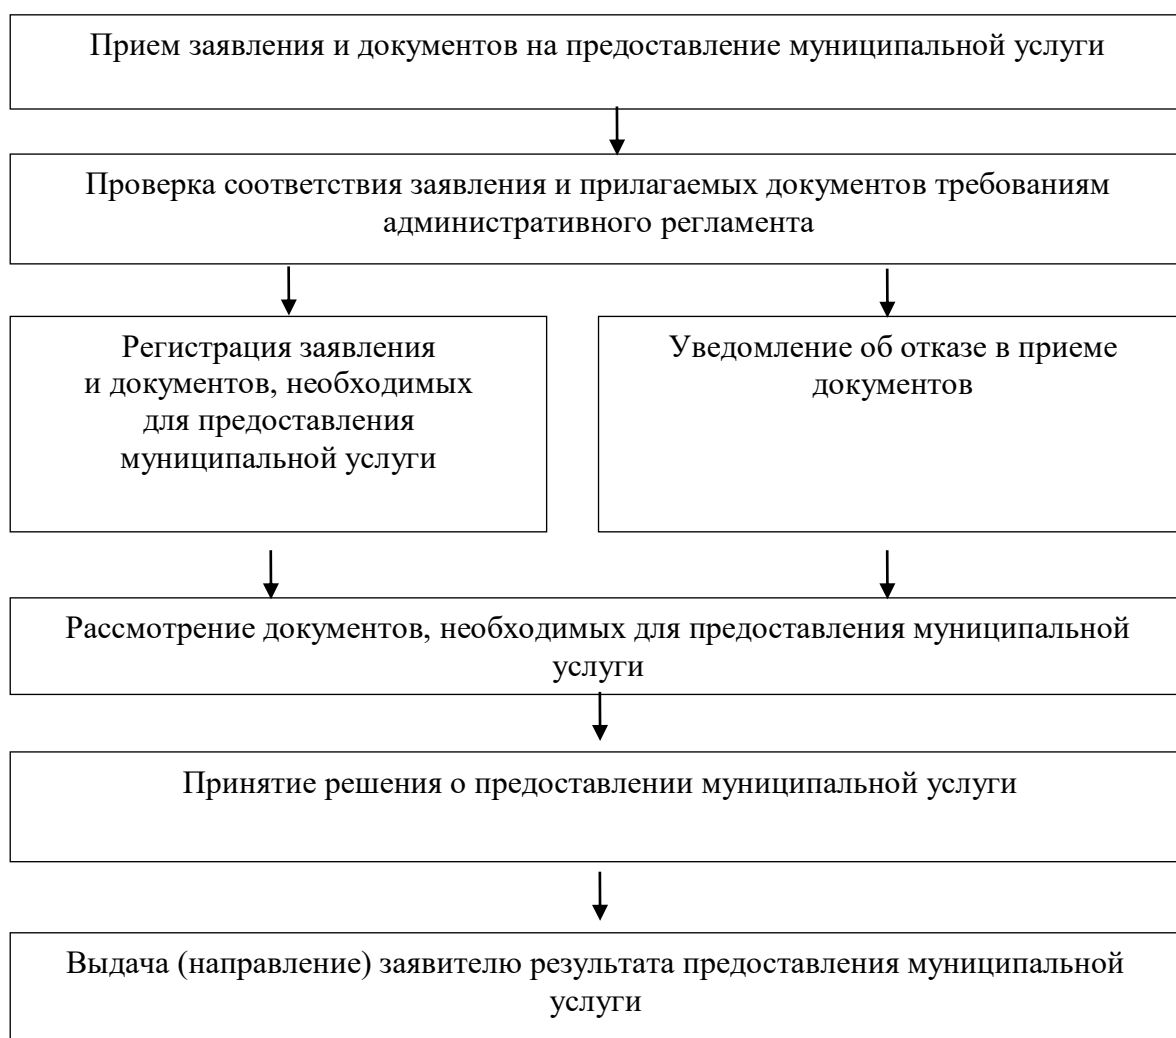 Прием заявления и документов на предоставление муниципальной услуги
Проверка соответствия заявления и прилагаемых документов требованиям
административного регламента
Регистрация заявления
и документов, необходимых
для предоставления
муниципальной услуги
Уведомление об отказе в приеме
документов
Рассмотрение документов, необходимых для предоставления муниципальной
услуги
Принятие решения о предоставлении муниципальной услуги
Выдача (направление) заявителю результата предоставления муниципальной
услуги